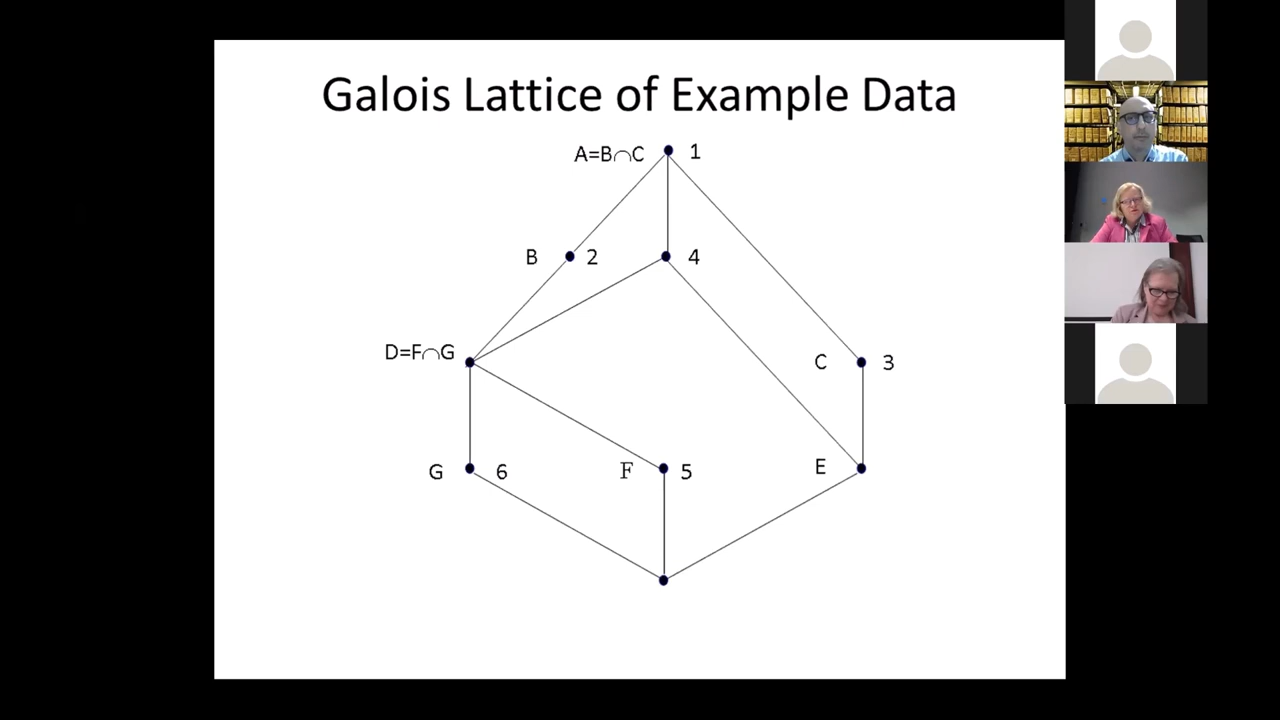 Galois Lattice of Example Data
A=B∩C 1
B 2 4
D=F∩G
C 3
G 6 F 5 E